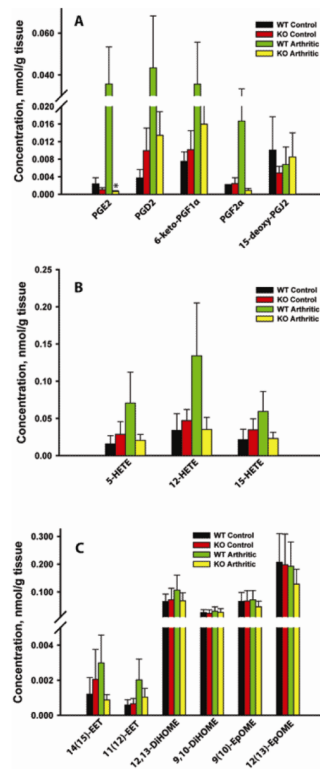 A
WT Control
KO Control
WT Arthritic
KO Arthritic
Concentration, nmol/g tissue
0.060
0.040
0.020
0.016
0.012
0.008
0.004
0.000
PGE2
PGD2
6-keto-PGF1α
PGF2α
15-deoxy-PGJ2
*
B
WT Control
KO Control
WT Arthritic
KO Arthritic
Concentration, nmol/g tissue
0.25
0.20
0.15
0.10
0.05
0.00
5-HETE
12-HETE
15-HETE
C
WT Control
KO Control
WT Arthritic
KO Arthritic
Concentration, nmol/g tissue
0.300
0.200
0.100
0.006
0.004
0.002
0.000
14(15)-EET
11(12)-EET
12,13-DiHOME
9,10-DiHOME
9(10)-EpOME
12(13)-EpOME